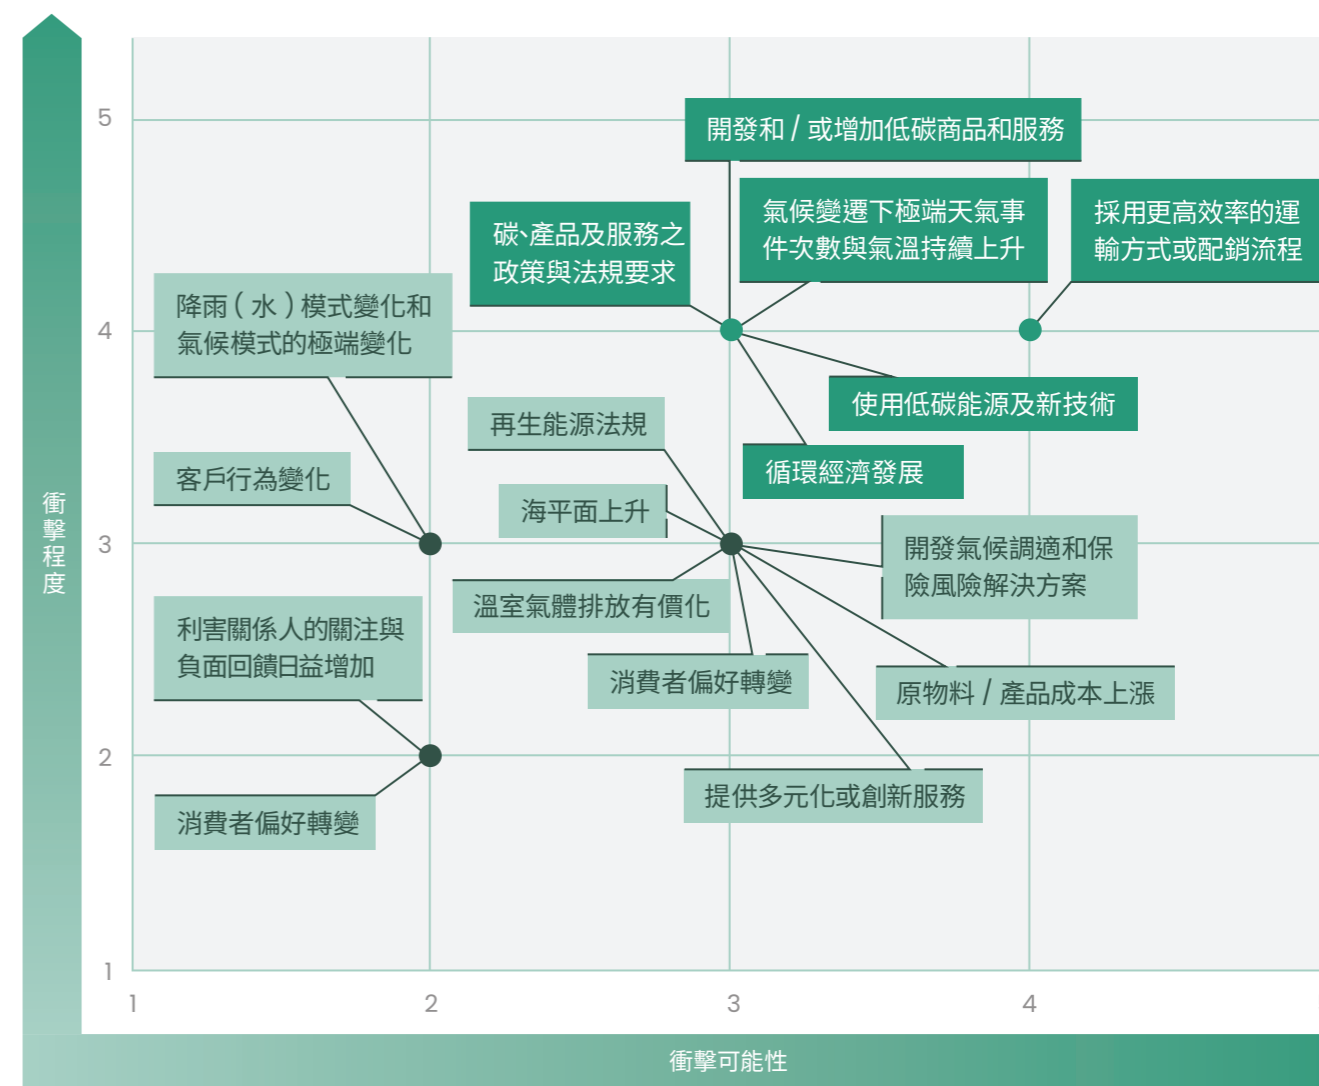 5
開發和 / 或增加低碳商品和服務
氣候變遷下極端天氣事
件次數與氣溫持續上升
採用更高效率的運
輸方式或配銷流程
碳、產品及服務之
政策與法規要求
降雨 ( 水 ) 模式變化和
氣候模式的極端變化
4
使用低碳能源及新技術
再生能源法規
循環經濟發展
客戶行為變化
海平面上升
衝擊程度
3
開發氣候調適和保
險風險解決方案
溫室氣體排放有價化
利害關係人的關注與
負面回饋日益增加
消費者偏好轉變
原物料 / 產品成本上漲
2
提供多元化或創新服務
消費者偏好轉變
1
1
2
3
4
衝擊可能性